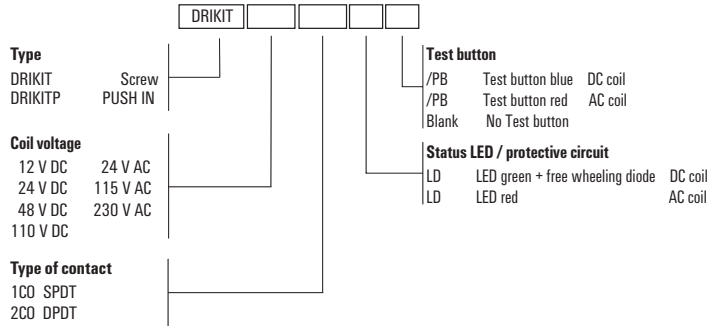 DRIKIT
Type
DRIKIT Screw
DRIKITP PUSH IN
Coil voltage
12 V DC 24 V AC
24 V DC 115 V AC
48 V DC 230 V AC
110 V DC
Type of contact
1CO SPDT
2CO DPDT
Test button
/PB Test button blue DC coil
/PB Test button red AC coil
Blank No Test button
Status LED / protective circuit
LD LED green + free wheeling diode DC coil
LD LED red AC coil